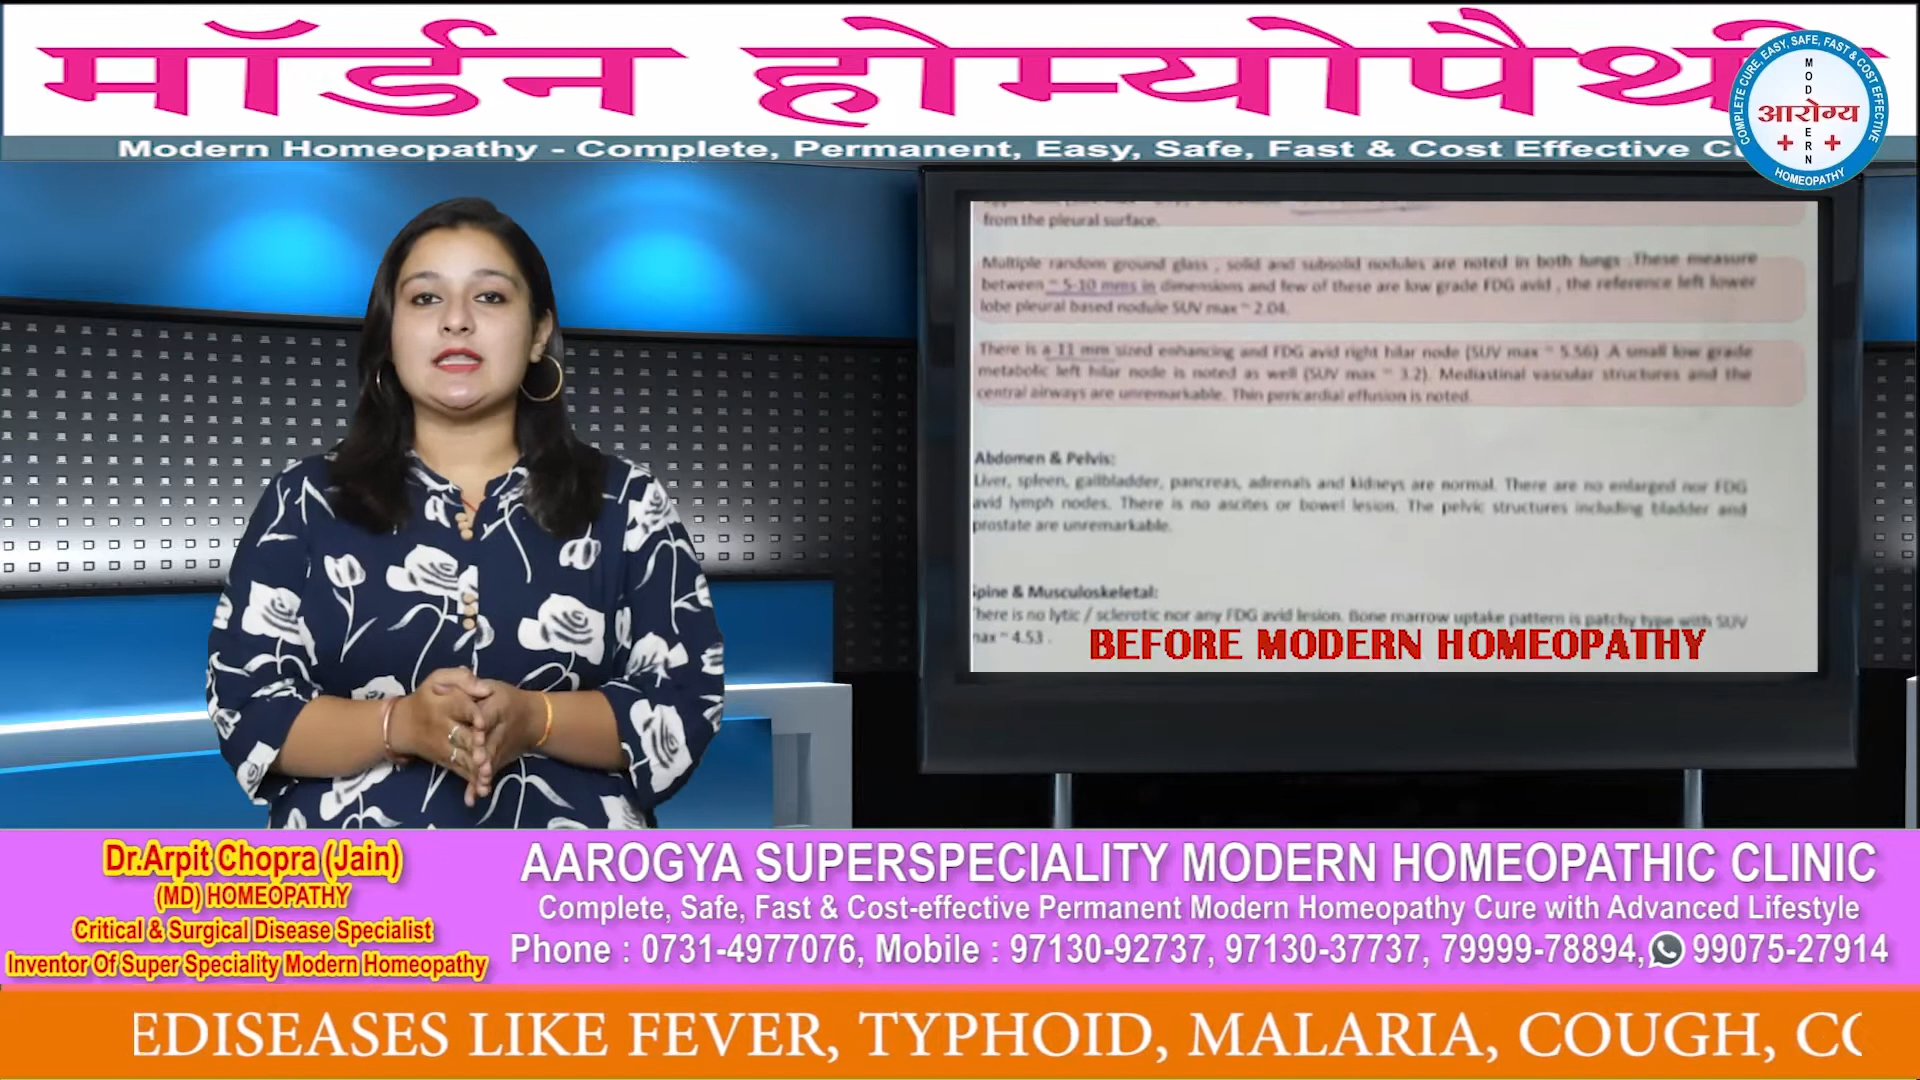 मॉर्डन होम्योपैथी
Modern Homeopathy - Complete, Permanent, Easy, Safe, Fast & Cost Effective C
COMPLETE CURE, EASY, SAFE, FAST & COST EFFECTIVE
MODERN
आरोग्य
HOMEOPATHY
from the pleural surface.
Multiple random ground glass , solid and subsolid nodules are noted in both lungs .These measure
between ~ 5-10 mms in dimensions and few of these are low grade FDG avid , the reference left lower
lobe pleural based nodule SUV max ~ 2.04.
There is a 11 mm sized enhancing and FDG avid right hilar node (SUV max ~ 5.56) .A small low grade
metabolic left hilar node is noted as well (SUV max ~ 3.2). Mediastinal vascular structures and the
central airways are unremarkable. Thin pericardial effusion is noted.
Abdomen & Pelvis:
Liver, spleen, gallbladder, pancreas, adrenals and kidneys are normal. There are no enlarged nor FDG
avid lymph nodes. There is no ascites or bowel lesion. The pelvic structures including bladder and
prostate are unremarkable.
Spine & Musculoskeletal:
There is no lytic / sclerotic nor any FDG avid lesion. Bone marrow uptake pattern is patchy type with SUV
max ~ 4.53 .
BEFORE MODERN HOMEOPATHY
Dr.Arpit Chopra (Jain)
(MD) HOMEOPATHY
Critical & Surgical Disease Specialist
Inventor Of Super Speciality Modern Homeopathy
AAROGYA SUPERSPECIALITY MODERN HOMEOPATHIC CLINIC
Complete, Safe, Fast & Cost-effective Permanent Modern Homeopathy Cure with Advanced Lifestyle
Phone : 0731-4977076, Mobile : 97130-92737, 97130-37737, 79999-78894, 99075-27914
EDISEASES LIKE FEVER, TYPHOID, MALARIA, COUGH, CO